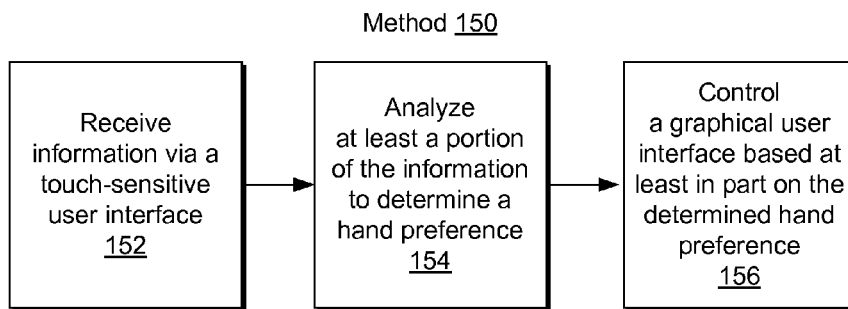 Method 150
Receive
information via a
touch-sensitive
user interface
152
Analyze
at least a portion
of the information
to determine a
hand preference
154
Control
a graphical user
interface based at
least in part on the
determined hand
preference
156